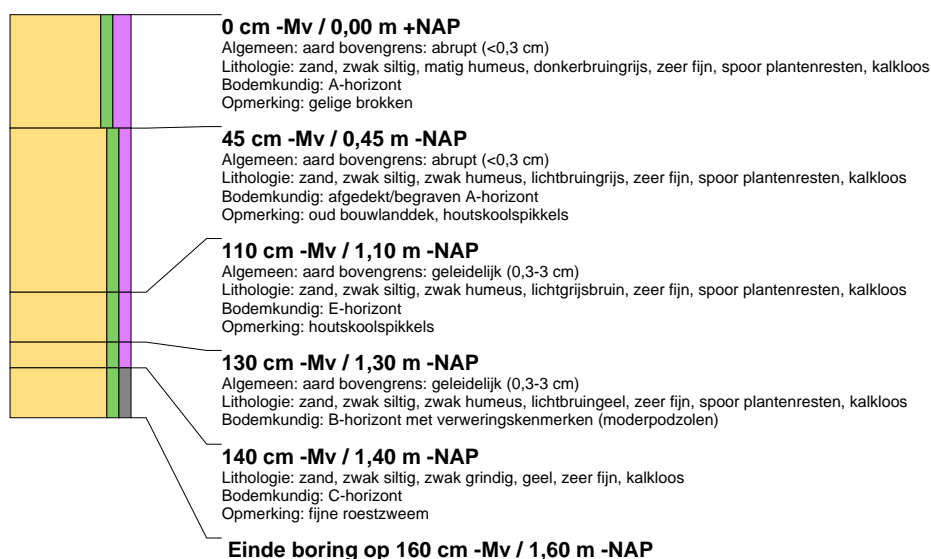 0 cm -Mv / 0,00 m +NAP
Algemeen: aard bovengrens: abrupt (<0,3 cm)
Lithologie: zand, zwak siltig, matig humeus, donkerbruingrijs, zeer fijn, spoor plantenresten, kalkloos
Bodemkundig: A-horizont
Opmerking: gelige brokken
45 cm -Mv / 0,45 m -NAP
Algemeen: aard bovengrens: abrupt (<0,3 cm)
Lithologie: zand, zwak siltig, zwak humeus, lichtbruingrijs, zeer fijn, spoor plantenresten, kalkloos
Bodemkundig: afgedekt/begraven A-horizont
Opmerking: oud bouwlanddek, houtskoolspikkels
110 cm -Mv / 1,10 m -NAP
Algemeen: aard bovengrens: geleidelijk (0,3-3 cm)
Lithologie: zand, zwak siltig, zwak humeus, lichtgrijsbruin, zeer fijn, spoor plantenresten, kalkloos
Bodemkundig: E-horizont
Opmerking: houtskoolspikkels
130 cm -Mv / 1,30 m -NAP
Algemeen: aard bovengrens: geleidelijk (0,3-3 cm)
Lithologie: zand, zwak siltig, zwak humeus, lichtbruingeel, zeer fijn, spoor plantenresten, kalkloos
Bodemkundig: B-horizont met verweringskenmerken (moderpodzolen)
140 cm -Mv / 1,40 m -NAP
Lithologie: zand, zwak siltig, zwak grindig, geel, zeer fijn, kalkloos
Bodemkundig: C-horizont
Opmerking: fijne roestzweem
Einde boring op 160 cm -Mv / 1,60 m -NAP